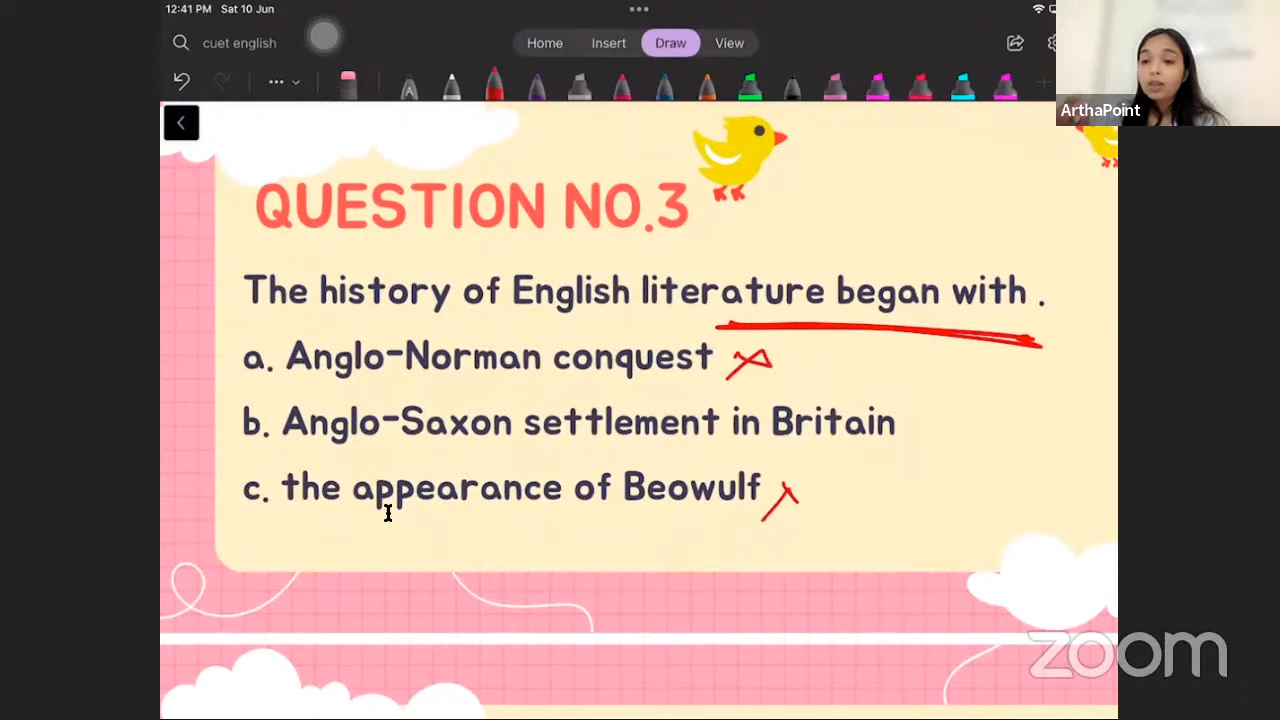 12:41 PM Sat 10 Jun
cuet english
Home Insert Draw View
A
ArthaPoint
QUESTION NO.3
The history of English literature began with .
a. Anglo-Norman conquest
b. Anglo-Saxon settlement in Britain
c. the appearance of Beowulf
zoom